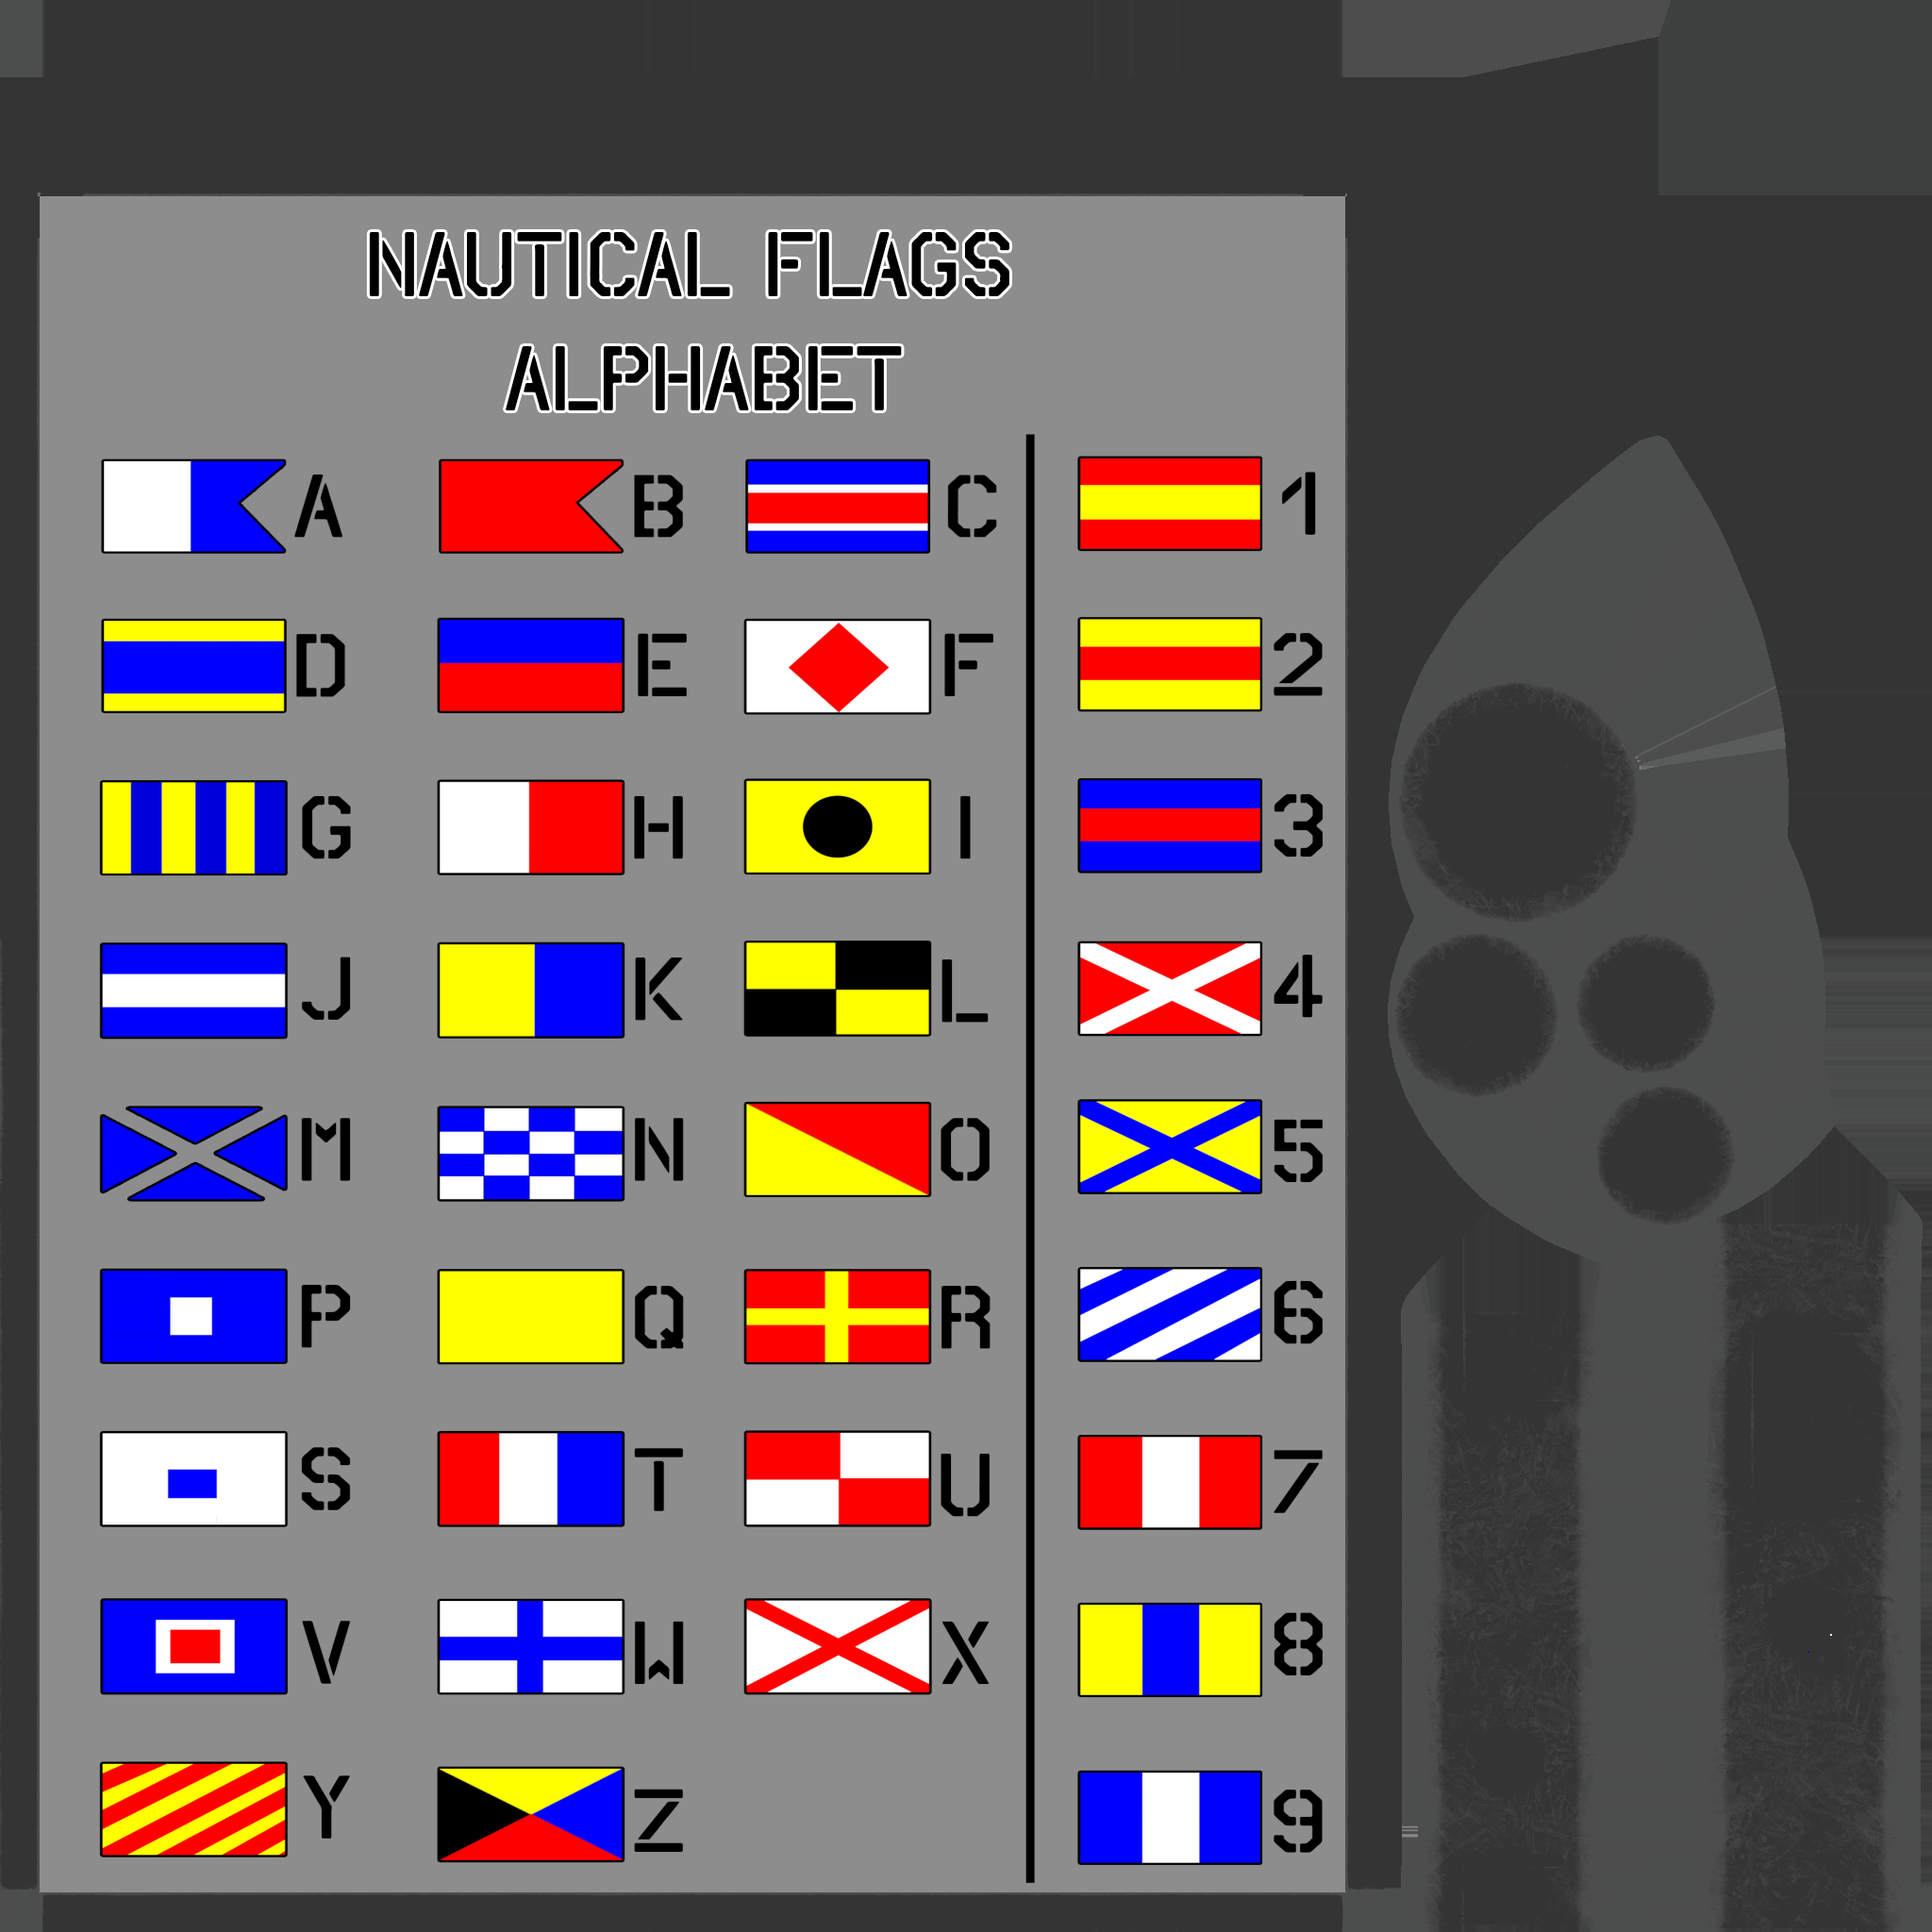 NAUTICAL FLAGS
ALPHABET
A B C 1
D E F 2
G H I 3
J K L 4
M N O 5
P Q R 6
S T U 7
V W X 8
Y Z 9